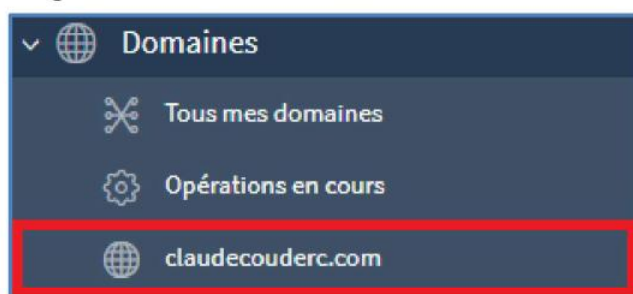 Domaines
Tous mes domaines
Opérations en cours
claudecouderc.com